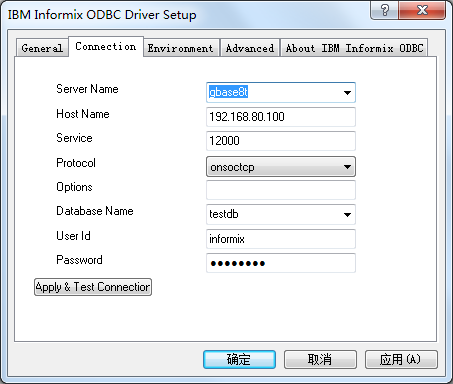 IBM Informix ODBC Driver Setup
General Connection Environment Advanced About IBM Informix ODBC
Server Name gbase8t
Host Name 192.168.80.100
Service 12000
Protocol onsoctcp
Options
Database Name testdb
User Id informix
Password ●●●●●●●●
Apply & Test Connection
确定 取消 应用(A)